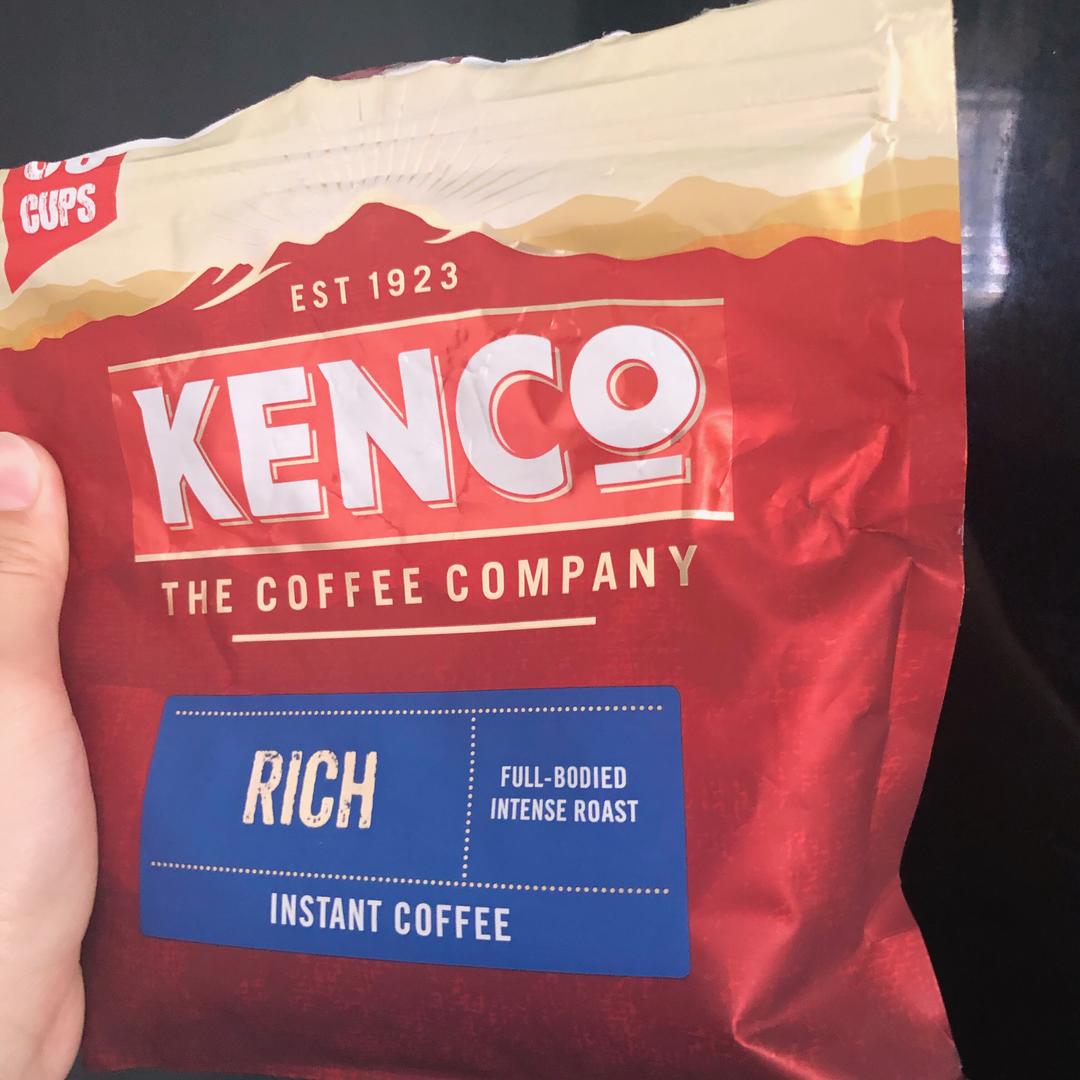 CUPS
EST 1923
KENCO
THE COFFEE COMPANY
RICH
FULL-BODIED
INTENSE ROAST
INSTANT COFFEE